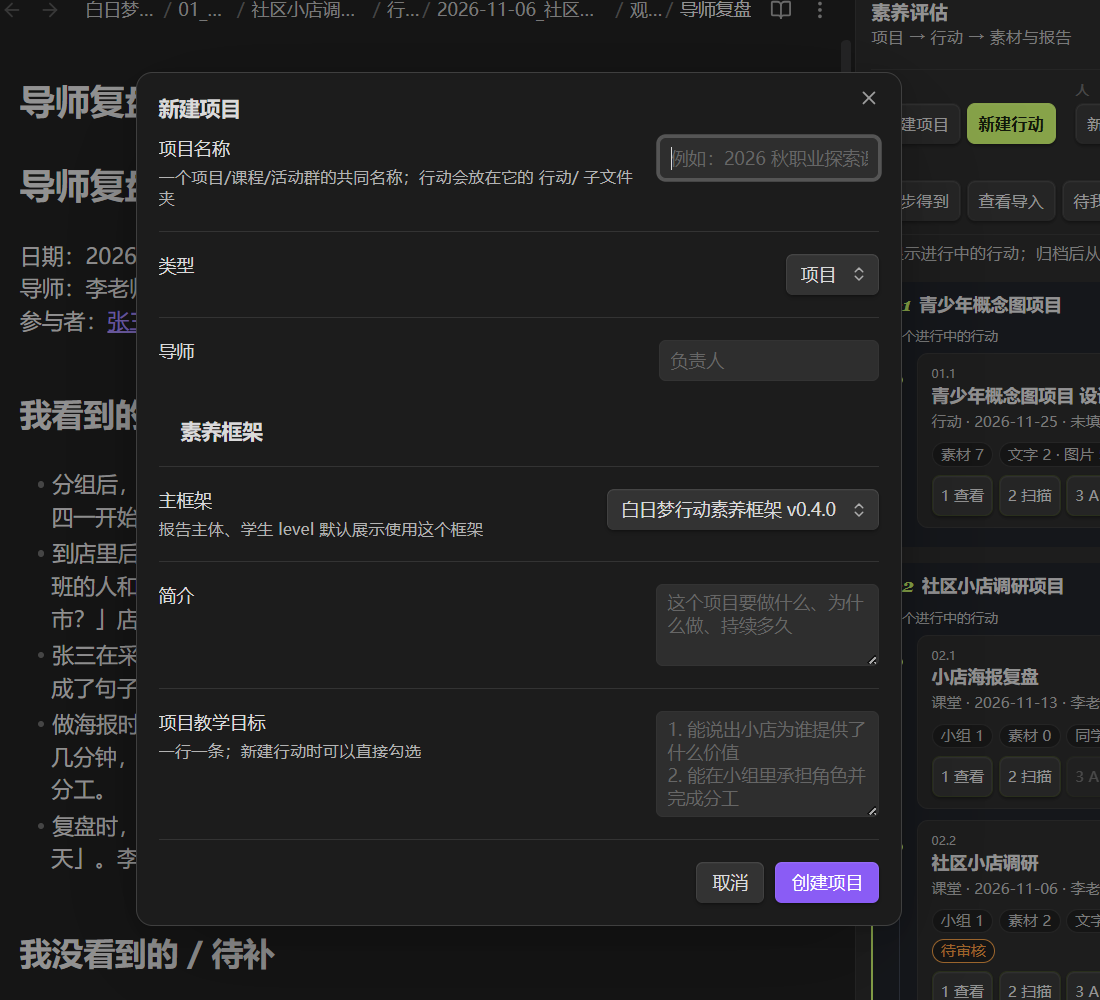 白日梦… / 01_… / 社区小店调… / 行… / 2026-11-06_社区… / 观… / 导师复盘
导师复盘
导师复盘
日期：2026
导师：李老师
参与者：张三
我看到的
分组后，
四一开始
到店里后
班的人和
市？」店
张三在采
成了句子
做海报时
几分钟，
分工。
复盘时，
天」。李
我没看到的 / 待补
新建项目
项目名称
一个项目/课程/活动群的共同名称；行动会放在它的 行动/ 子文件
夹
例如：2026 秋职业探索
类型
项目
导师
负责人
素养框架
主框架
报告主体、学生 level 默认展示使用这个框架
白日梦行动素养框架 v0.4.0
简介
这个项目要做什么、为什
么做、持续多久
项目教学目标
一行一条；新建行动时可以直接勾选
1. 能说出小店为谁提供了
什么价值
2. 能在小组里承担角色并
完成分工
取消
创建项目
素养评估
项目 → 行动 → 素材与报告
人
建项目
新建行动
新
步得到
查看导入
待我
示进行中的行动；归档后从
1 青少年概念图项目
个进行中的行动
01.1
青少年概念图项目 设
行动 · 2026-11-25 · 未填
素材 7
文字 2 · 图片
1 查看
2 扫描
3 A
2 社区小店调研项目
个进行中的行动
02.1
小店海报复盘
课堂 · 2026-11-13 · 李老
小组 1
素材 0
同学
1 查看
2 扫描
3 A
02.2
社区小店调研
课堂 · 2026-11-06 · 李老
小组 1
素材 2
文字
待审核
1 查看
2 扫描
3 A